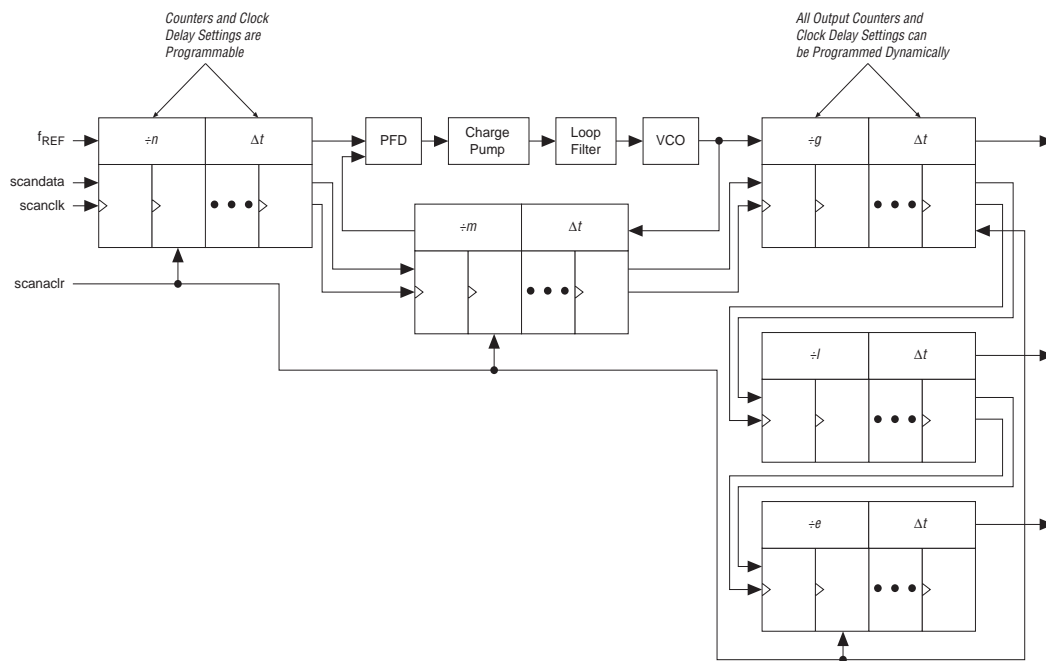 Counters and Clock
Delay Settings are
Programmable
All Output Counters and
Clock Delay Settings can
be Programmed Dynamically
fREF
÷n
Δt
PFD
Charge
Pump
Loop
Filter
VCO
÷g
Δt
scandata
scanclk
÷m
Δt
scanaclr
÷l
Δt
÷e
Δt